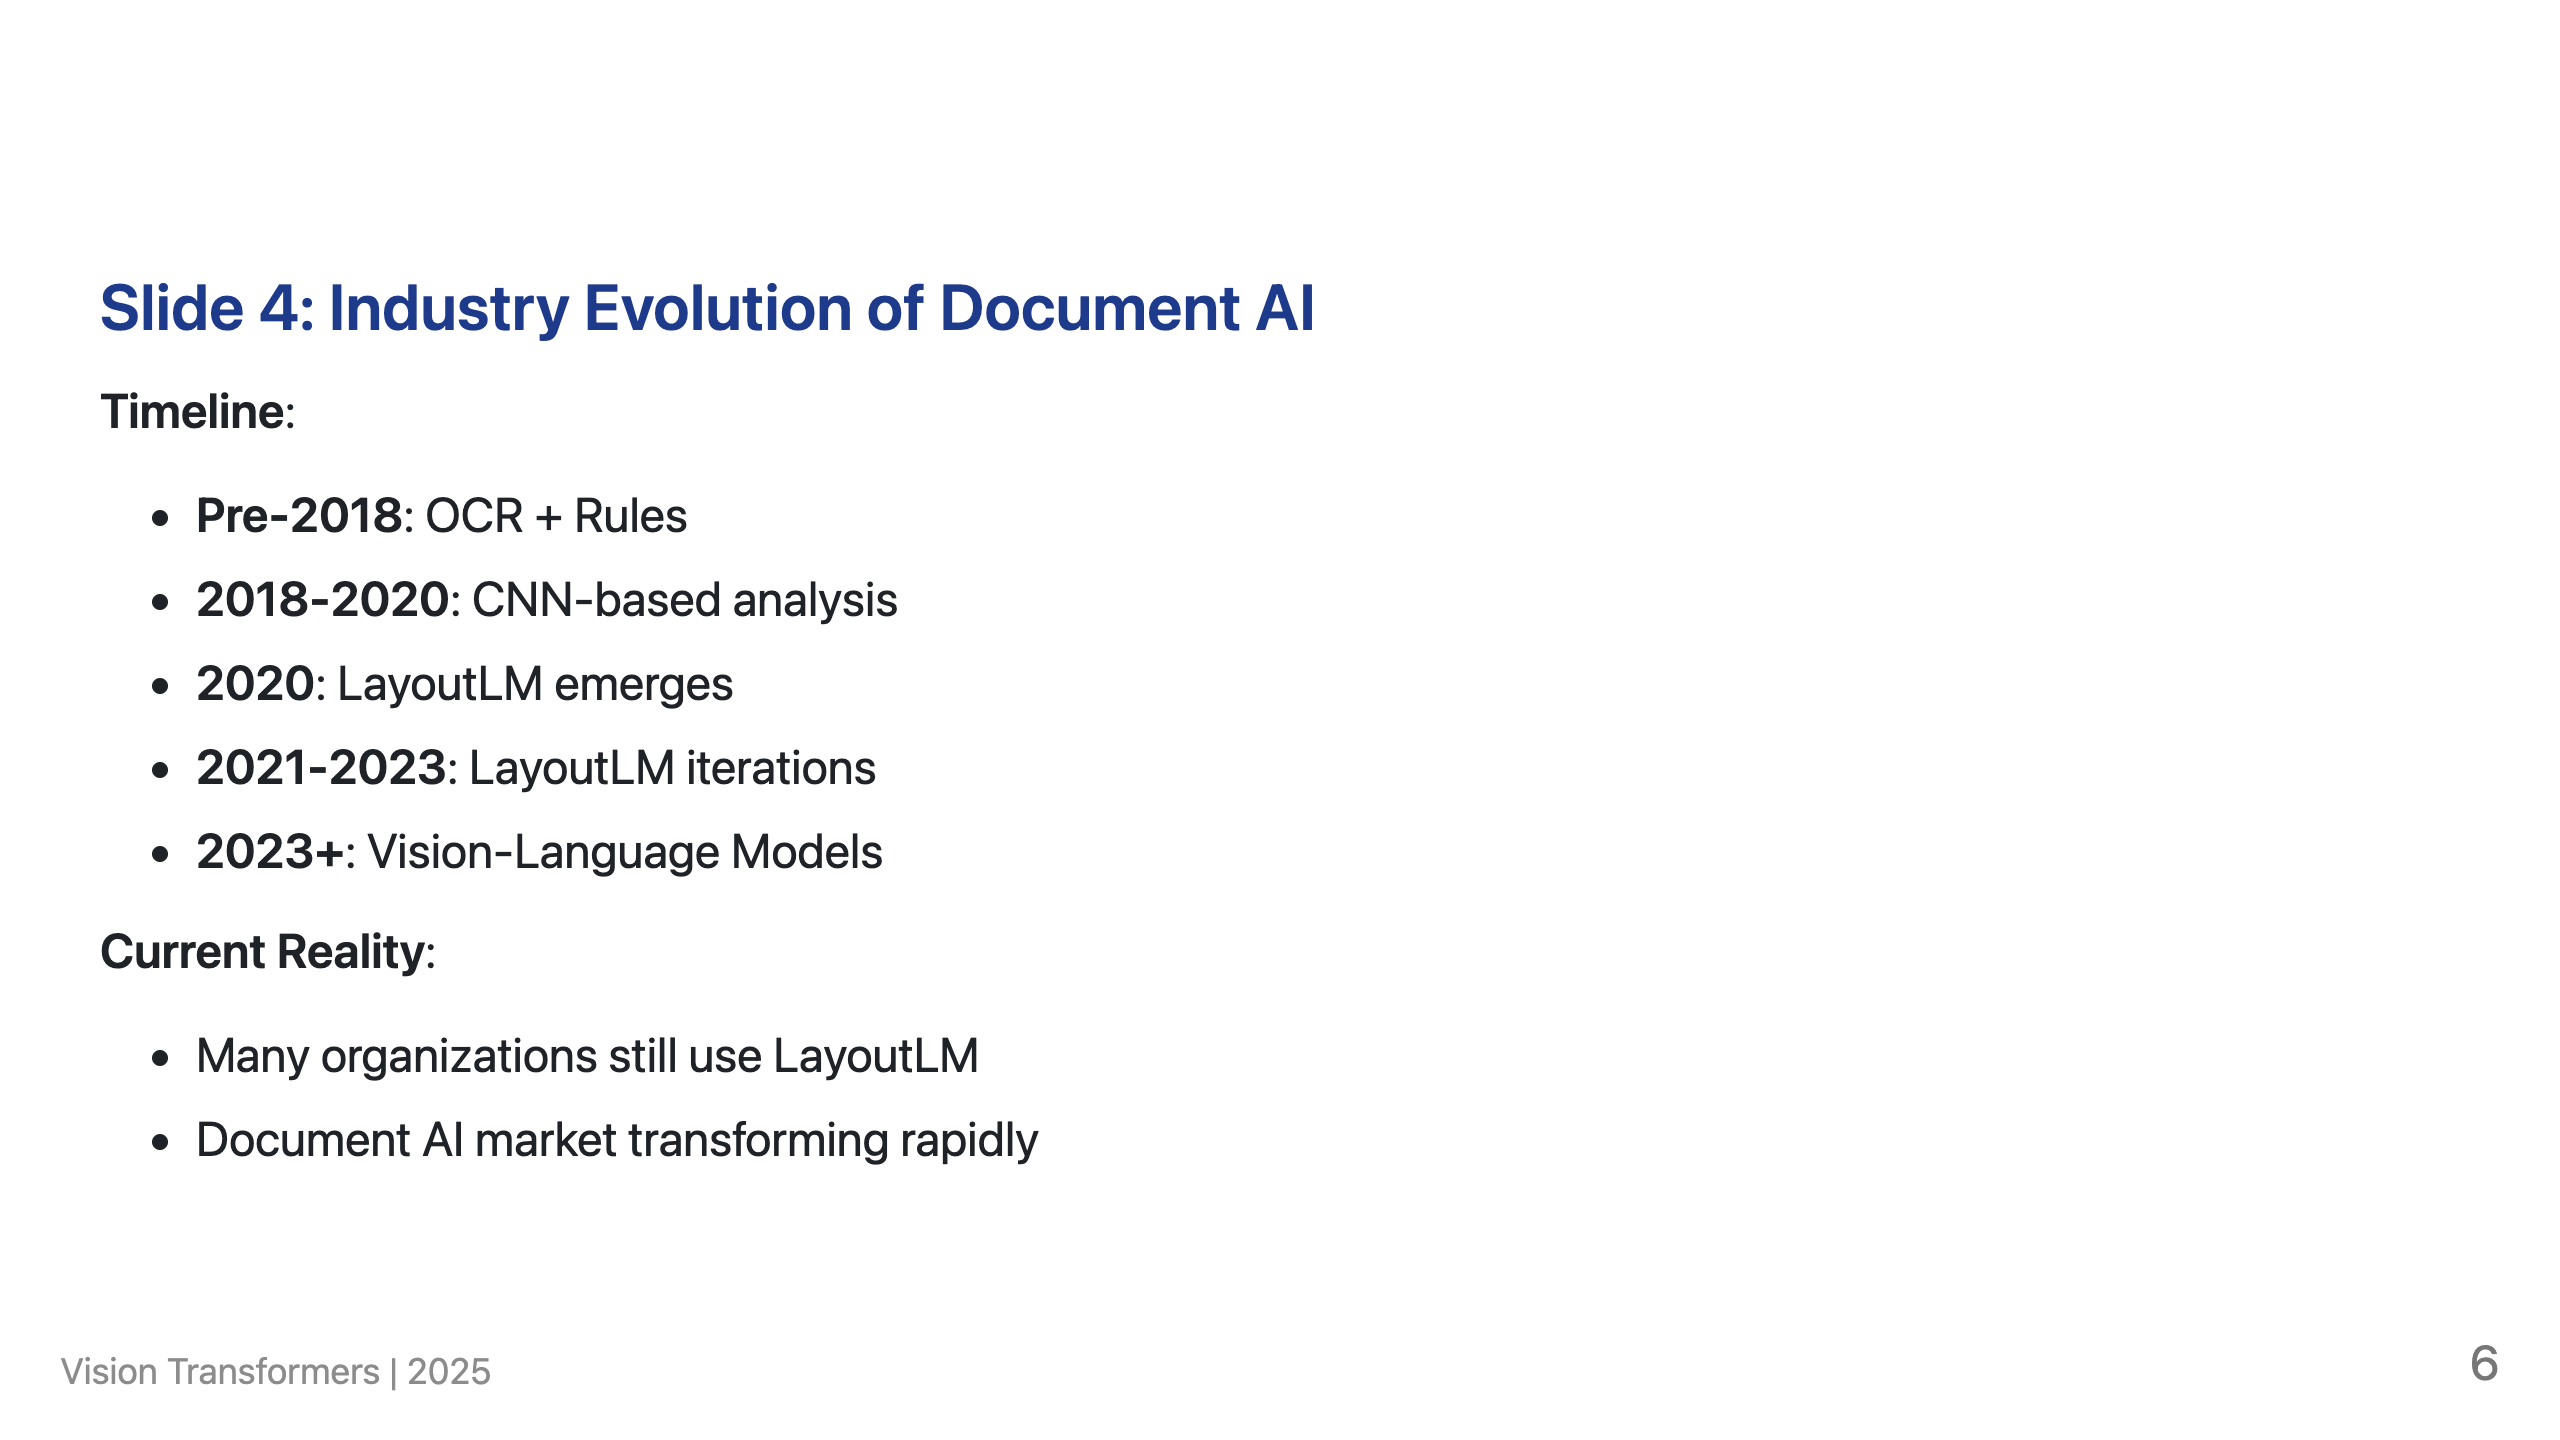 Slide 4: Industry Evolution of Document AI
Timeline:
• Pre-2018: OCR + Rules
• 2018-2020: CNN-based analysis
• 2020: LayoutLM emerges
• 2021-2023: LayoutLM iterations
• 2023+: Vision-Language Models
Current Reality:
• Many organizations still use LayoutLM
• Document AI market transforming rapidly
Vision Transformers | 2025
6